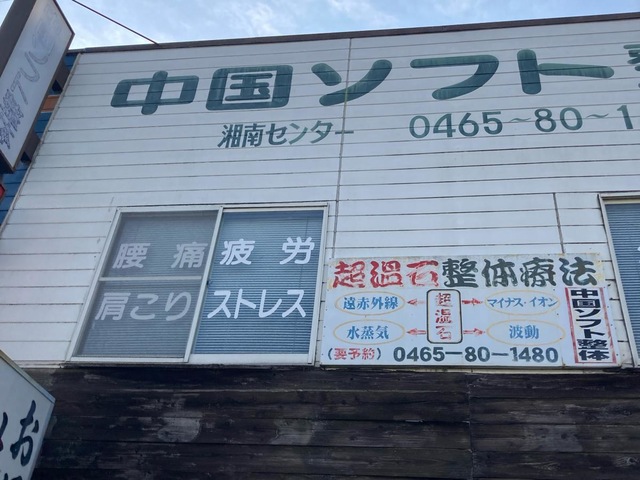 中国ソフト整
湘南センター
0465～80～1
腰痛
疲労
肩こり
ストレス
超温石整体療法
遠赤外線
超温石
マイナス・イオン
水蒸気
波動
(要予約) 0465-80-1480
中国ソフト整体